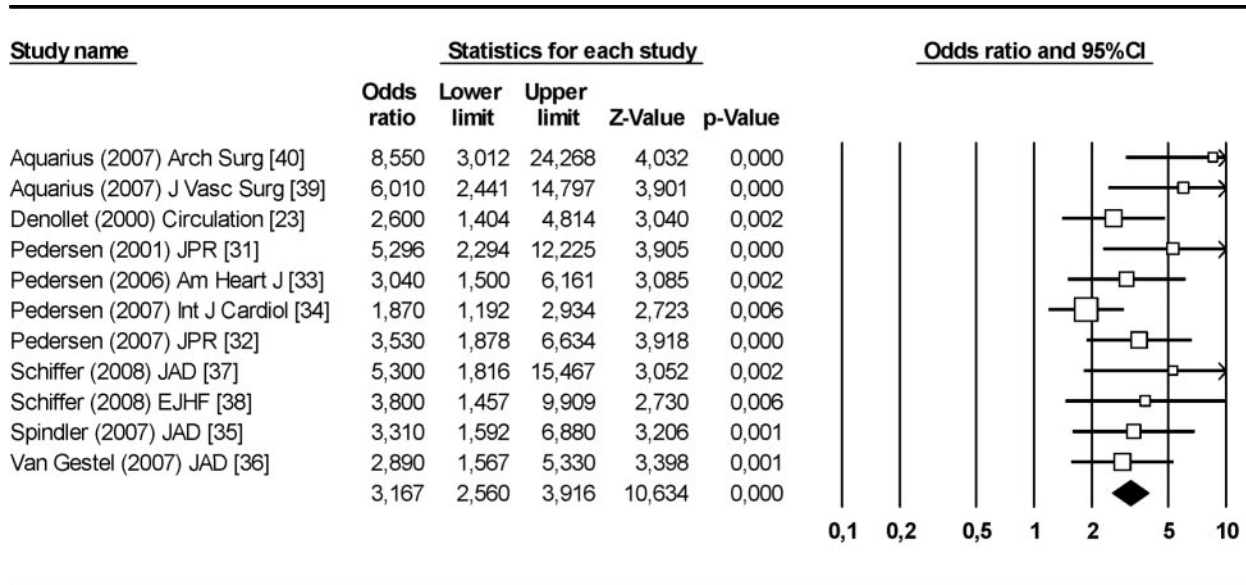 Study name Statistics for each study Odds ratio and 95%CI
Odds Lower Upper
ratio limit limit Z-Value p-Value
Aquarius (2007) Arch Surg [40] 8,550 3,012 24,268 4,032 0,000
Aquarius (2007) J Vasc Surg [39] 6,010 2,441 14,797 3,901 0,000
Denollet (2000) Circulation [23] 2,600 1,404 4,814 3,040 0,002
Pedersen (2001) JPR [31] 5,296 2,294 12,225 3,905 0,000
Pedersen (2006) Am Heart J [33] 3,040 1,500 6,161 3,085 0,002
Pedersen (2007) Int J Cardiol [34] 1,870 1,192 2,934 2,723 0,006
Pedersen (2007) JPR [32] 3,530 1,878 6,634 3,918 0,000
Schiffer (2008) JAD [37] 5,300 1,816 15,467 3,052 0,002
Schiffer (2008) EJHF [38] 3,800 1,457 9,909 2,730 0,006
Spindler (2007) JAD [35] 3,310 1,592 6,880 3,206 0,001
Van Gestel (2007) JAD [36] 2,890 1,567 5,330 3,398 0,001
3,167 2,560 3,916 10,634 0,000
0,1 0,2 0,5 1 2 5 10